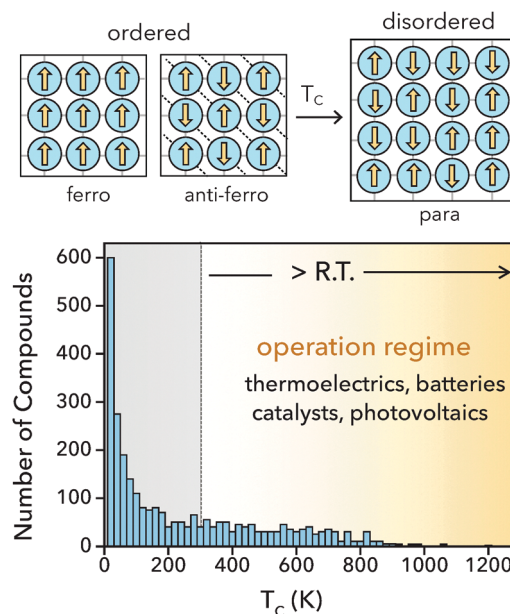 ordered
disordered
T_C
ferro
anti-ferro
para
600
500
400
300
200
100
0
Number of Compounds
> R.T.
operation regime
thermoelectrics, batteries
catalysts, photovoltaics
0 200 400 600 800 1000 1200
T_C (K)